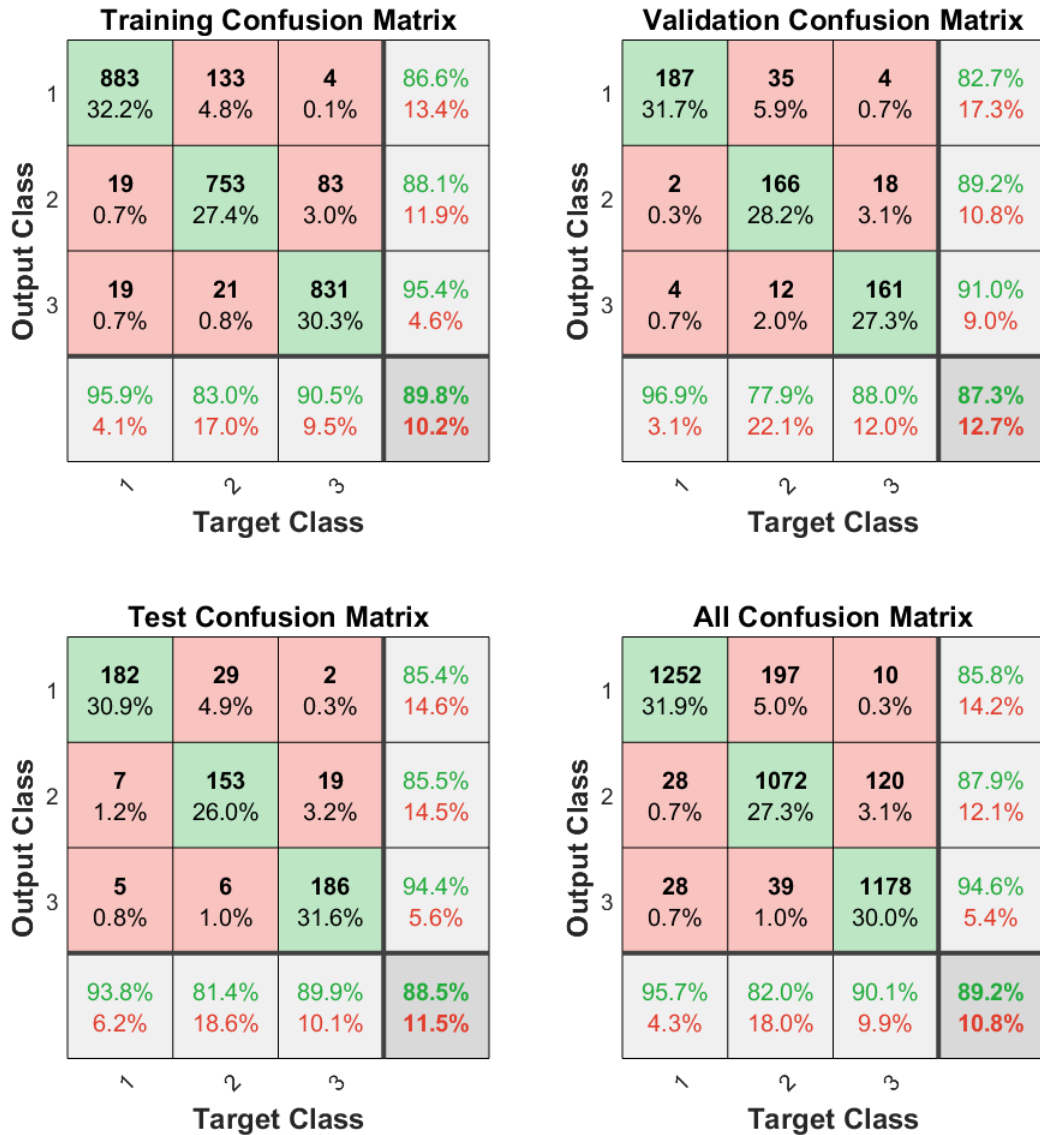 Training Confusion Matrix
Output Class
1
883 133 4 86.6%
32.2% 4.8% 0.1% 13.4%
2
19 753 83 88.1%
0.7% 27.4% 3.0% 11.9%
3
19 21 831 95.4%
0.7% 0.8% 30.3% 4.6%
95.9% 83.0% 90.5% 89.8%
4.1% 17.0% 9.5% 10.2%
1 2 3
Target Class
Validation Confusion Matrix
Output Class
1
187 35 4 82.7%
31.7% 5.9% 0.7% 17.3%
2
2 166 18 89.2%
0.3% 28.2% 3.1% 10.8%
3
4 12 161 91.0%
0.7% 2.0% 27.3% 9.0%
96.9% 77.9% 88.0% 87.3%
3.1% 22.1% 12.0% 12.7%
1 2 3
Target Class
Test Confusion Matrix
Output Class
1
182 29 2 85.4%
30.9% 4.9% 0.3% 14.6%
2
7 153 19 85.5%
1.2% 26.0% 3.2% 14.5%
3
5 6 186 94.4%
0.8% 1.0% 31.6% 5.6%
93.8% 81.4% 89.9% 88.5%
6.2% 18.6% 10.1% 11.5%
1 2 3
Target Class
All Confusion Matrix
Output Class
1
1252 197 10 85.8%
31.9% 5.0% 0.3% 14.2%
2
28 1072 120 87.9%
0.7% 27.3% 3.1% 12.1%
3
28 39 1178 94.6%
0.7% 1.0% 30.0% 5.4%
95.7% 82.0% 90.1% 89.2%
4.3% 18.0% 9.9% 10.8%
1 2 3
Target Class